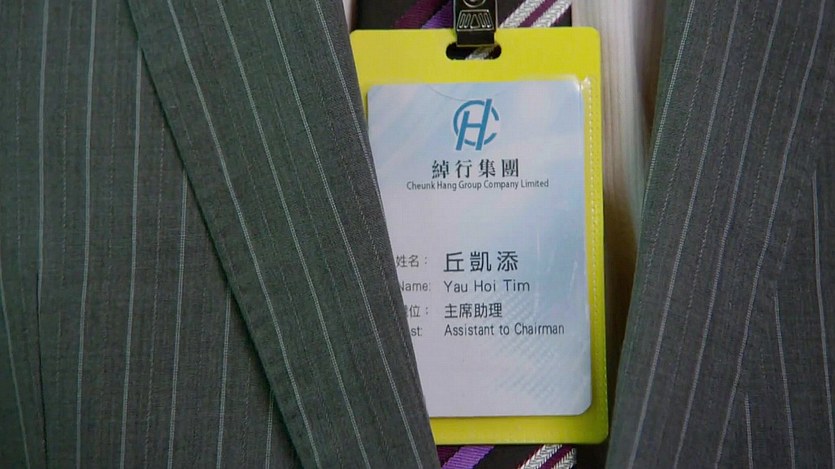 綽行集團
Cheunk Hang Group Company Limited
姓名： 丘凱添
Name: Yau Hoi Tim
位： 主席助理
st: Assistant to Chairman